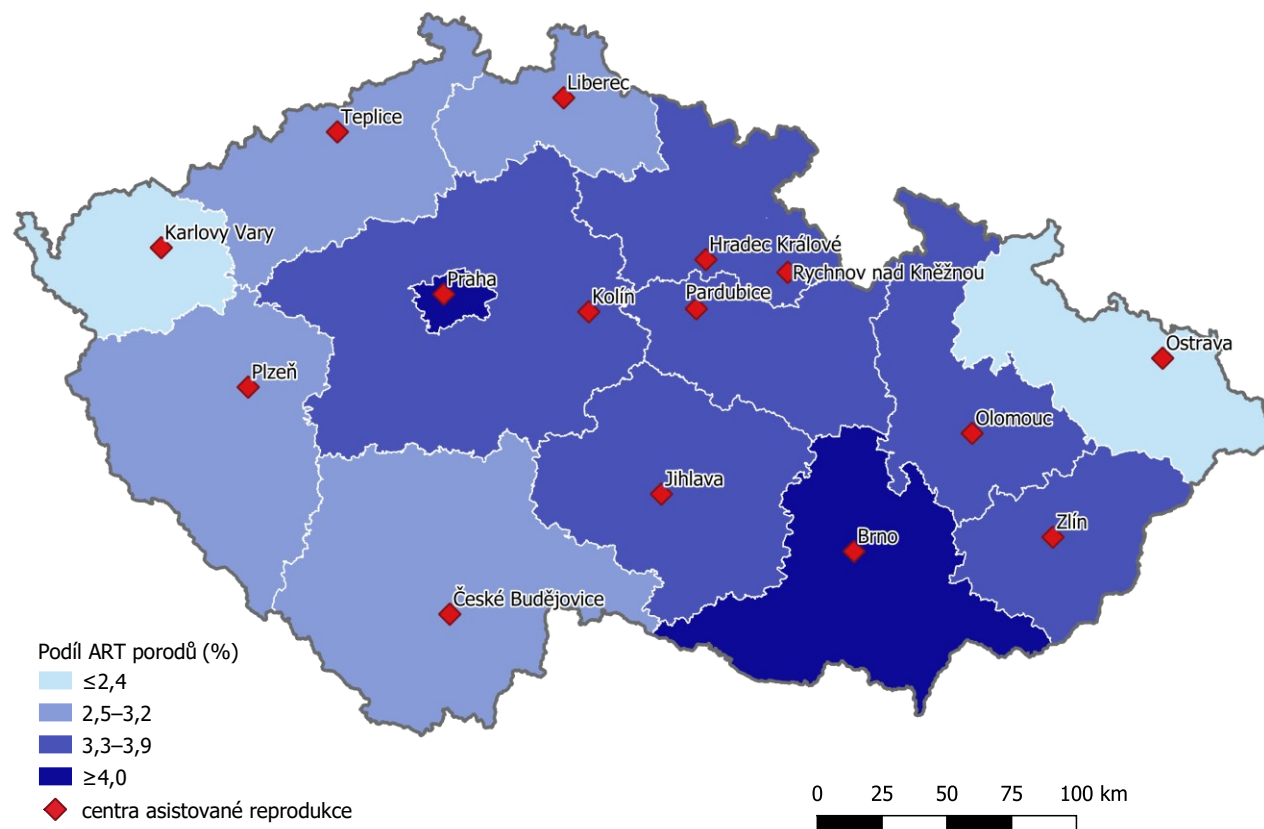 Liberec
Teplice
Karlovy Vary
Hradec Králové
Rychnov nad Kněžnou
Praha
Kolín
Pardubice
Ostrava
Plzeň
Olomouc
Jihlava
Zlín
Brno
České Budějovice
Podíl ART porodů (%)
≤2,4
2,5–3,2
3,3–3,9
≥4,0
centra asistované reprodukce
0 25 50 75 100 km